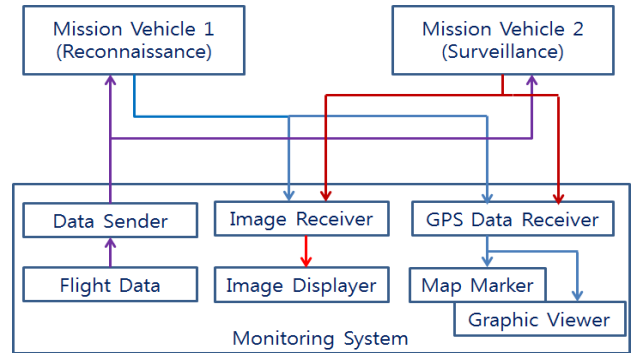 Mission Vehicle 1
(Reconnaissance)
Mission Vehicle 2
(Surveillance)
Data Sender
Image Receiver
GPS Data Receiver
Flight Data
Image Displayer
Map Marker
Graphic Viewer
Monitoring System